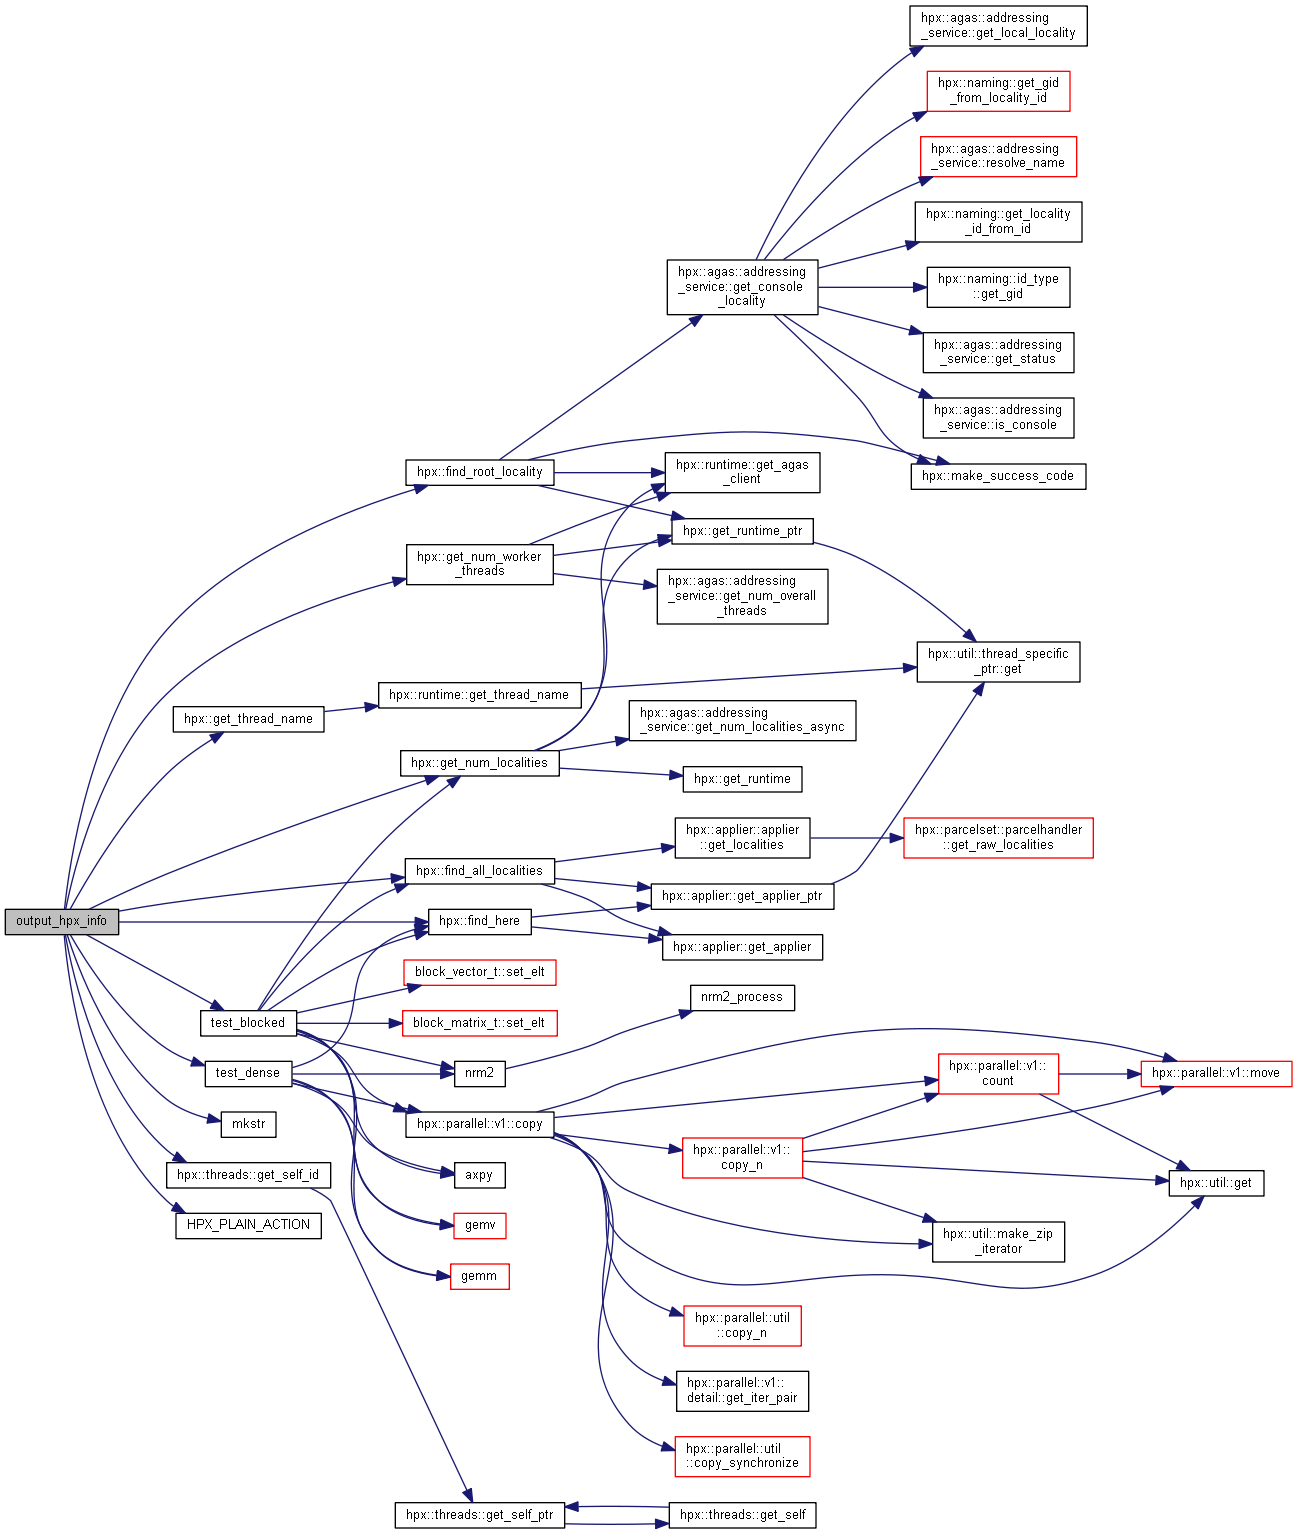 hpx::agas::addressing
_service::get_local_locality
hpx::naming::get_gid
_from_locality_id
hpx::agas::addressing
_service::resolve_name
hpx::naming::get_locality
_id_from_id
hpx::agas::addressing
_service::get_console
_locality
hpx::naming::id_type
::get_gid
hpx::agas::addressing
_service::get_status
hpx::agas::addressing
_service::is_console
hpx::find_root_locality
hpx::runtime::get_agas
_client
hpx::make_success_code
hpx::get_runtime_ptr
hpx::get_num_worker
_threads
hpx::agas::addressing
_service::get_num_overall
_threads
hpx::util::thread_specific
_ptr::get
hpx::runtime::get_thread_name
hpx::get_thread_name
hpx::agas::addressing
_service::get_num_localities_async
hpx::get_num_localities
hpx::get_runtime
hpx::applier::applier
::get_localities
hpx::parcelset::parcelhandler
::get_raw_localities
hpx::find_all_localities
hpx::applier::get_applier_ptr
output_hpx_info
hpx::find_here
hpx::applier::get_applier
block_vector_t::set_elt
nrm2_process
test_blocked
block_matrix_t::set_elt
test_dense
nrm2
hpx::parallel::v1::
count
hpx::parallel::v1::move
mkstr
hpx::parallel::v1::copy
hpx::parallel::v1::
copy_n
hpx::threads::get_self_id
axpy
hpx::util::get
HPX_PLAIN_ACTION
gemv
hpx::util::make_zip
_iterator
gemm
hpx::parallel::util
::copy_n
hpx::parallel::v1::
detail::get_iter_pair
hpx::parallel::util
::copy_synchronize
hpx::threads::get_self_ptr
hpx::threads::get_self